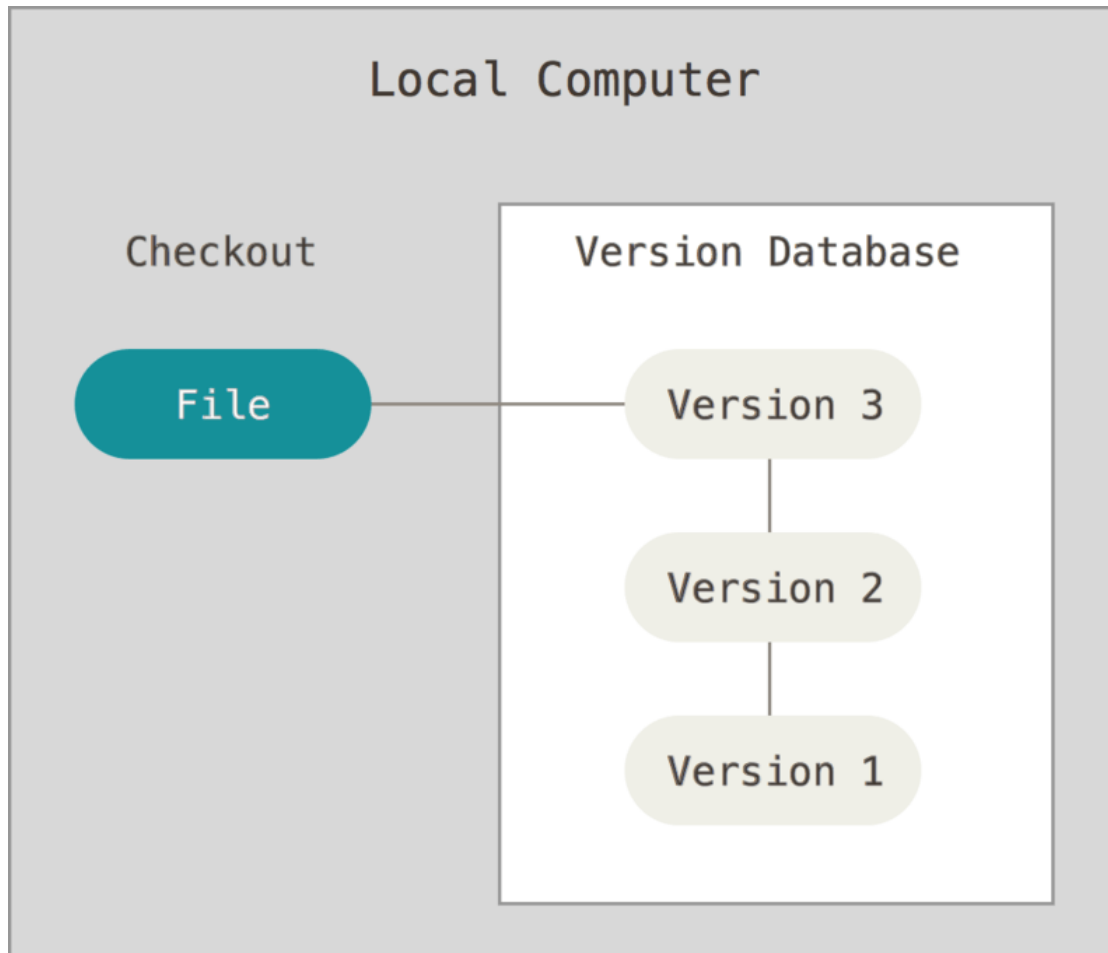 Local Computer
Checkout
Version Database
File
Version 3
Version 2
Version 1